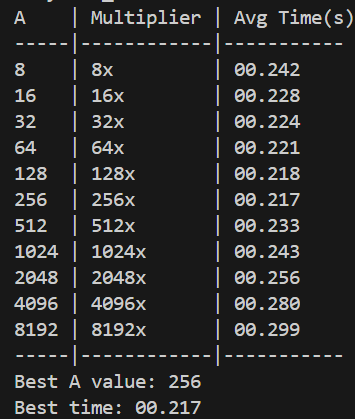 A    | Multiplier | Avg Time(s)
-----|------------|-----------
8    | 8x         | 00.242
16   | 16x        | 00.228
32   | 32x        | 00.224
64   | 64x        | 00.221
128  | 128x       | 00.218
256  | 256x       | 00.217
512  | 512x       | 00.233
1024 | 1024x      | 00.243
2048 | 2048x      | 00.256
4096 | 4096x      | 00.280
8192 | 8192x      | 00.299
-----|------------|-----------
Best A value: 256
Best time: 00.217